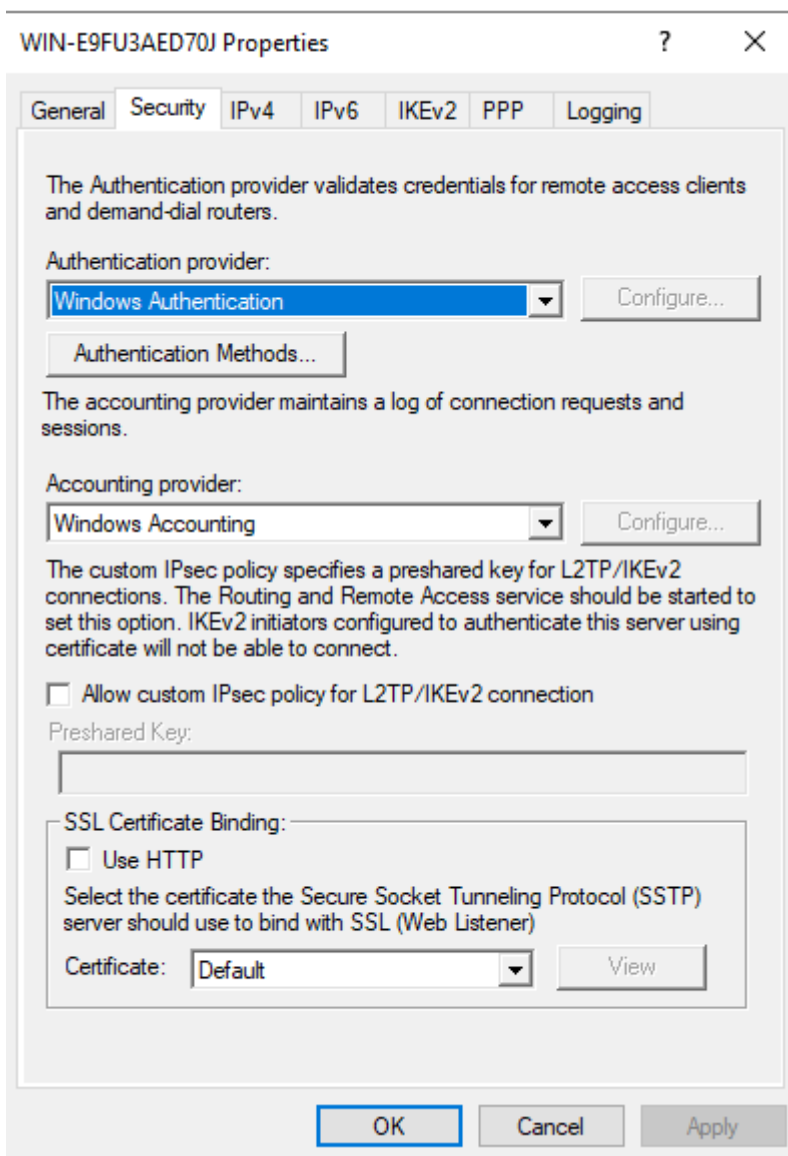 WIN-E9FU3AED70J Properties ?
General Security IPv4 IPv6 IKEv2 PPP Logging
The Authentication provider validates credentials for remote access clients
and demand-dial routers.
Authentication provider:
Windows Authentication Configure...
Authentication Methods...
The accounting provider maintains a log of connection requests and
sessions.
Accounting provider:
Windows Accounting Configure...
The custom IPsec policy specifies a preshared key for L2TP/IKEv2
connections. The Routing and Remote Access service should be started to
set this option. IKEv2 initiators configured to authenticate this server using
certificate will not be able to connect.
Allow custom IPsec policy for L2TP/IKEv2 connection
Preshared Key:
SSL Certificate Binding:
Use HTTP
Select the certificate the Secure Socket Tunneling Protocol (SSTP)
server should use to bind with SSL (Web Listener)
Certificate: Default View
OK Cancel Apply